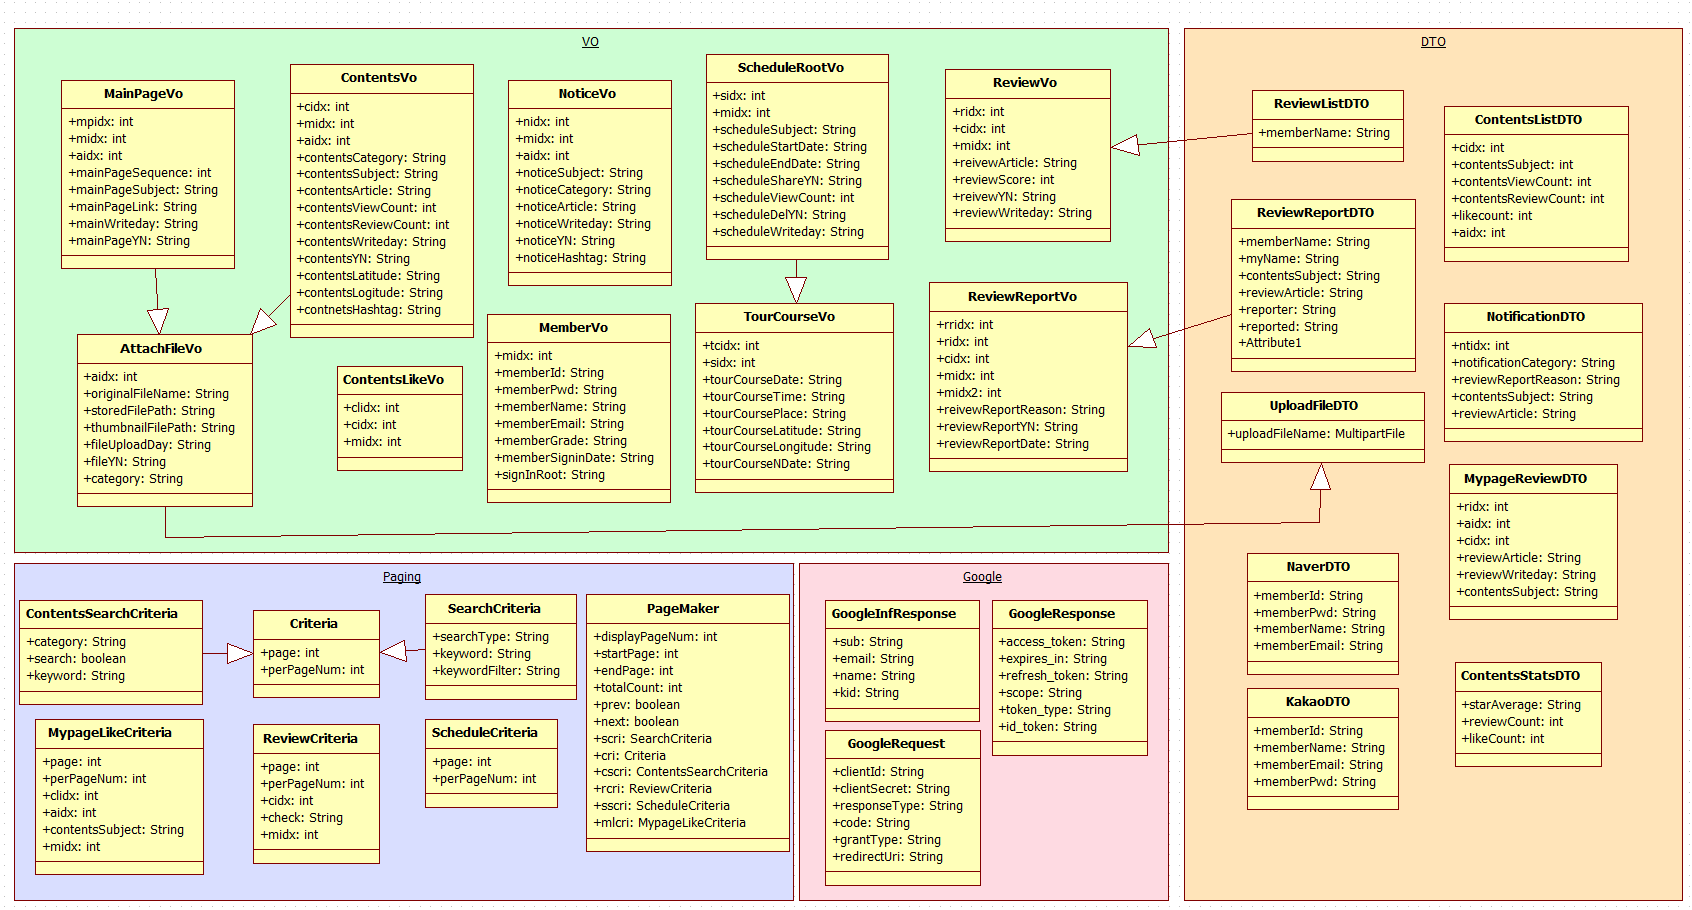 VO
MainPageVo
+mpidx: int
+midx: int
+aidx: int
+mainPageSequence: int
+mainPageSubject: String
+mainPageLink: String
+mainWriteday: String
+mainPageYN: String
ContentsVo
+cidx: int
+midx: int
+aidx: int
+contentsCategory: String
+contentsSubject: String
+contentsArticle: String
+contentsViewCount: int
+contentsReviewCount: int
+contentsWriteday: String
+contentsYN: String
+contentsLatitude: String
+contentsLogitude: String
+contnetsHashtag: String
NoticeVo
+nidx: int
+midx: int
+aidx: int
+noticeSubject: String
+noticeCategory: String
+noticeArticle: String
+noticeWriteday: String
+noticeYN: String
+noticeHashtag: String
ScheduleRootVo
+sidx: int
+midx: int
+scheduleSubject: String
+scheduleStartDate: String
+scheduleEndDate: String
+scheduleShareYN: String
+scheduleViewCount: int
+scheduleDelYN: String
+scheduleWriteday: String
ReviewVo
+ridx: int
+cidx: int
+midx: int
+reivewArticle: String
+reviewScore: int
+reivewYN: String
+reviewWriteday: String
AttachFileVo
+aidx: int
+originalFileName: String
+storedFilePath: String
+thumbnailFilePath: String
+fileUploadDay: String
+fileYN: String
+category: String
ContentsLikeVo
+clidx: int
+cidx: int
+midx: int
MemberVo
+midx: int
+memberId: String
+memberPwd: String
+memberName: String
+memberEmail: String
+memberGrade: String
+memberSigninDate: String
+signInRoot: String
TourCourseVo
+tcidx: int
+sidx: int
+tourCourseDate: String
+tourCourseTime: String
+tourCoursePlace: String
+tourCourseLatitude: String
+tourCourseLongitude: String
+tourCourseNDate: String
ReviewReportVo
+rridx: int
+ridx: int
+cidx: int
+midx: int
+midx2: int
+reivewReportReason: String
+reviewReportYN: String
+reviewReportDate: String
DTO
ReviewListDTO
+memberName: String
ContentsListDTO
+cidx: int
+contentsSubject: int
+contentsViewCount: int
+contentsReviewCount: int
+likecount: int
+aidx: int
ReviewReportDTO
+memberName: String
+myName: String
+contentsSubject: String
+reviewArticle: String
+reporter: String
+reported: String
+Attribute1
NotificationDTO
+ntidx: int
+notificationCategory: String
+reviewReportReason: String
+contentsSubject: String
+reviewArticle: String
UploadFileDTO
+uploadFileName: MultipartFile
MypageReviewDTO
+ridx: int
+aidx: int
+cidx: int
+reviewArticle: String
+reviewWriteday: String
+contentsSubject: String
NaverDTO
+memberId: String
+memberPwd: String
+memberName: String
+memberEmail: String
ContentsStatsDTO
+starAverage: String
+reviewCount: int
+likeCount: int
KakaoDTO
+memberId: String
+memberName: String
+memberEmail: String
+memberPwd: String
Paging
ContentsSearchCriteria
+category: String
+search: boolean
+keyword: String
Criteria
+page: int
+perPageNum: int
SearchCriteria
+searchType: String
+keyword: String
+keywordFilter: String
PageMaker
+displayPageNum: int
+startPage: int
+endPage: int
+totalCount: int
+prev: boolean
+next: boolean
+scri: SearchCriteria
+cri: Criteria
+cscri: ContentsSearchCriteria
+rcri: ReviewCriteria
+sscri: ScheduleCriteria
+mlcri: MypageLikeCriteria
MypageLikeCriteria
+page: int
+perPageNum: int
+clidx: int
+aidx: int
+contentsSubject: String
+midx: int
ReviewCriteria
+page: int
+perPageNum: int
+cidx: int
+check: String
+midx: int
ScheduleCriteria
+page: int
+perPageNum: int
Google
GoogleInfResponse
+sub: String
+email: String
+name: String
+kid: String
GoogleResponse
+access_token: String
+expires_in: String
+refresh_token: String
+scope: String
+token_type: String
+id_token: String
GoogleRequest
+clientId: String
+clientSecret: String
+responseType: String
+code: String
+grantType: String
+redirectUri: String